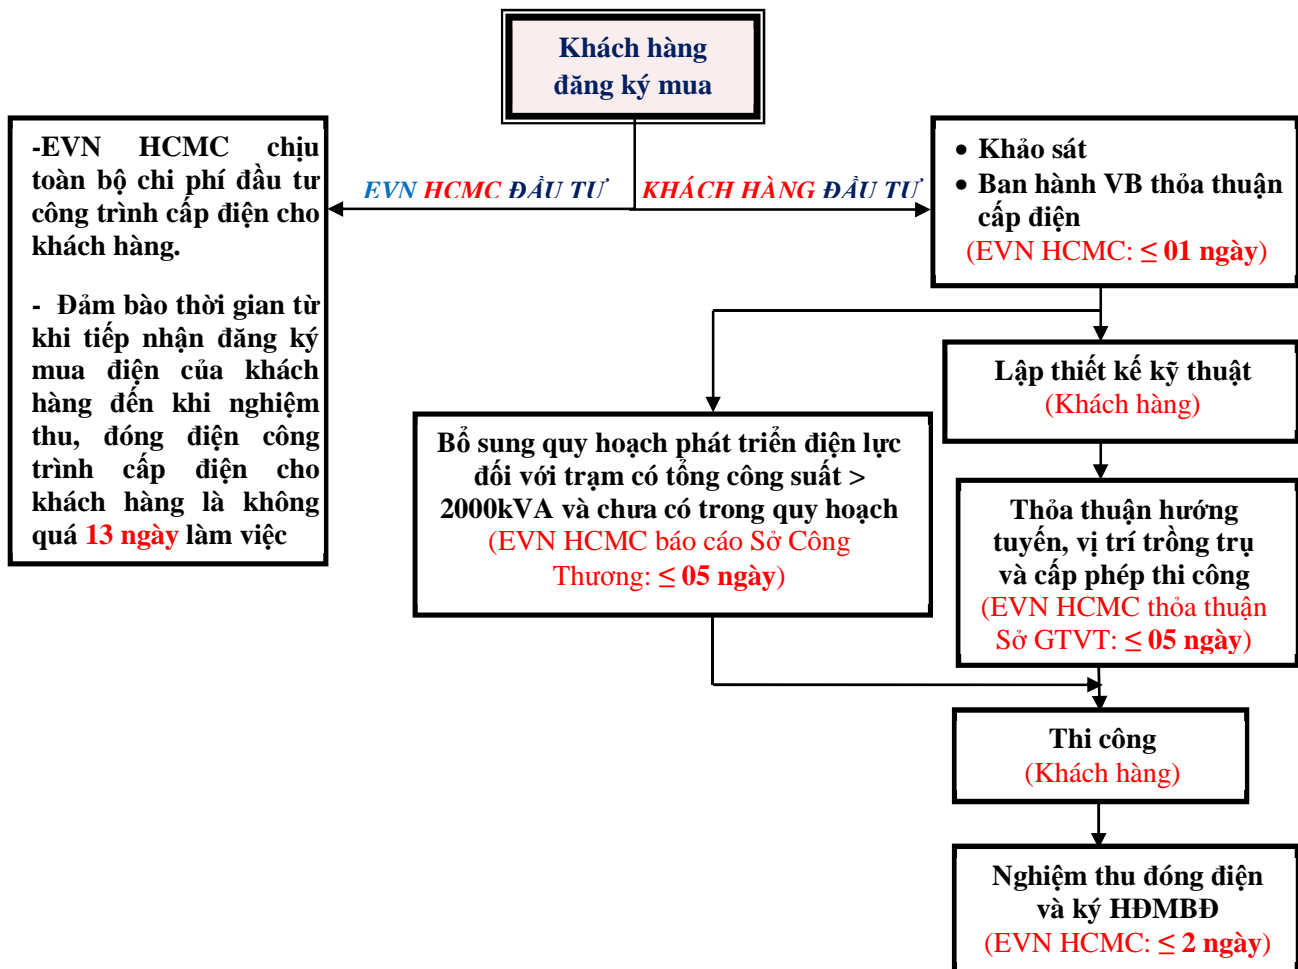 Khách hàng
đăng ký mua
-EVN HCMC chịu
toàn bộ chi phí đầu tư
công trình cấp điện cho
khách hàng.
- Đảm bào thời gian từ
khi tiếp nhận đăng ký
mua điện của khách
hàng đến khi nghiệm
thu, đóng điện công
trình cấp điện cho
khách hàng là không
quá 13 ngày làm việc
EVN HCMC ĐẦU TƯ
KHÁCH HÀNG ĐẦU TƯ
• Khảo sát
• Ban hành VB thỏa thuận
cấp điện
(EVN HCMC: ≤ 01 ngày)
Lập thiết kế kỹ thuật
(Khách hàng)
Bổ sung quy hoạch phát triển điện lực
đối với trạm có tổng công suất >
2000kVA và chưa có trong quy hoạch
(EVN HCMC báo cáo Sở Công
Thương: ≤ 05 ngày)
Thỏa thuận hướng
tuyến, vị trí trồng trụ
và cấp phép thi công
(EVN HCMC thỏa thuận
Sở GTVT: ≤ 05 ngày)
Thi công
(Khách hàng)
Nghiệm thu đóng điện
và ký HĐMBĐ
(EVN HCMC: ≤ 2 ngày)